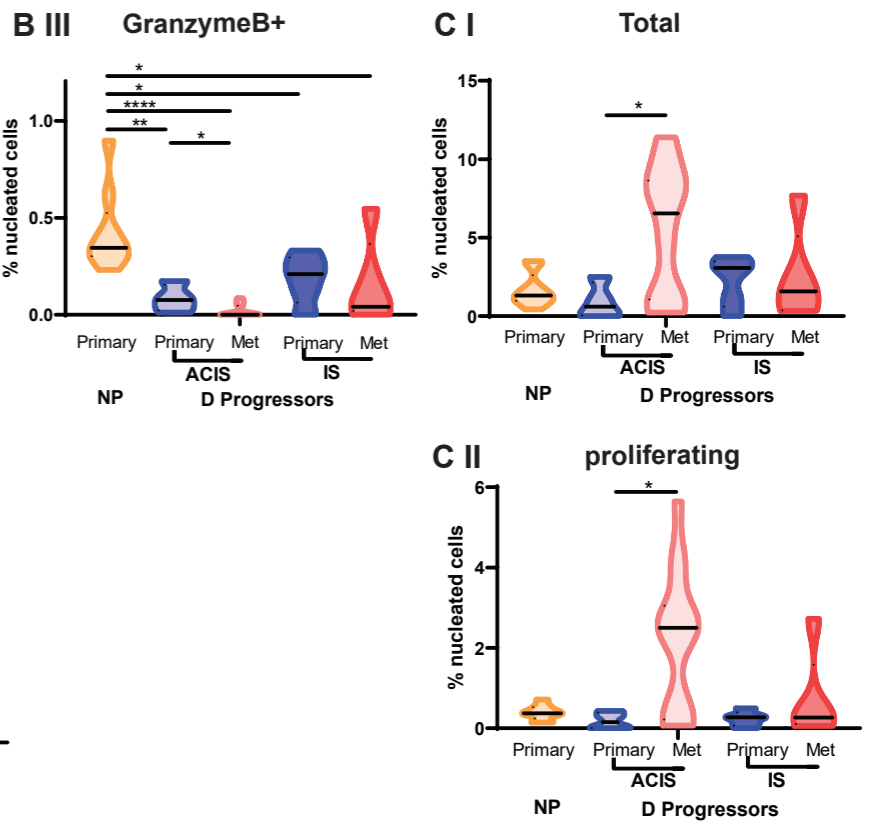 B III GranzymeB+
*
*
****
**
*
% nucleated cells
1.0
0.5
0.0
Primary Primary Met Primary Met
ACIS IS
NP D Progressors
C I Total
*
% nucleated cells
15
10
5
0
Primary Primary Met Primary Met
ACIS IS
NP D Progressors
C II proliferating
*
% nucleated cells
6
4
2
0
Primary Primary Met Primary Met
ACIS IS
NP D Progressors